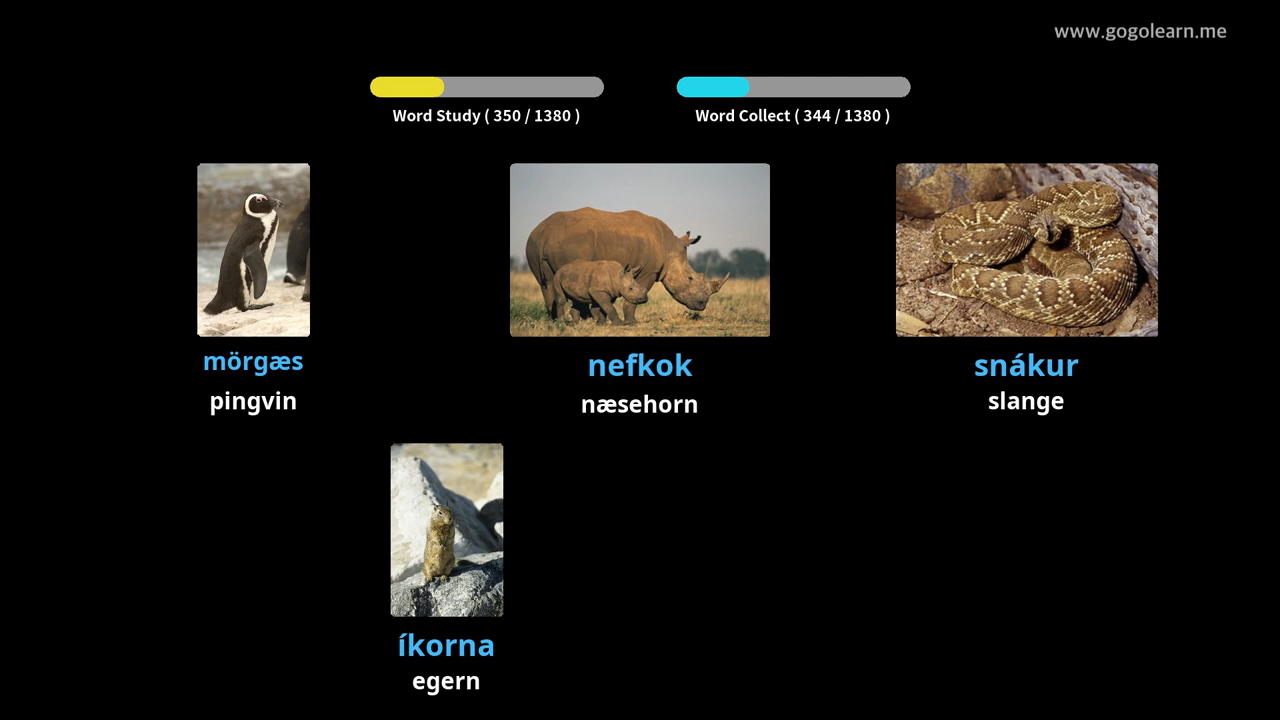 www.gogolearn.me
Word Study ( 350 / 1380 )
Word Collect ( 344 / 1380 )
mörgæs
pingvin
nefkok
næsehorn
snákur
slange
íkorna
egern